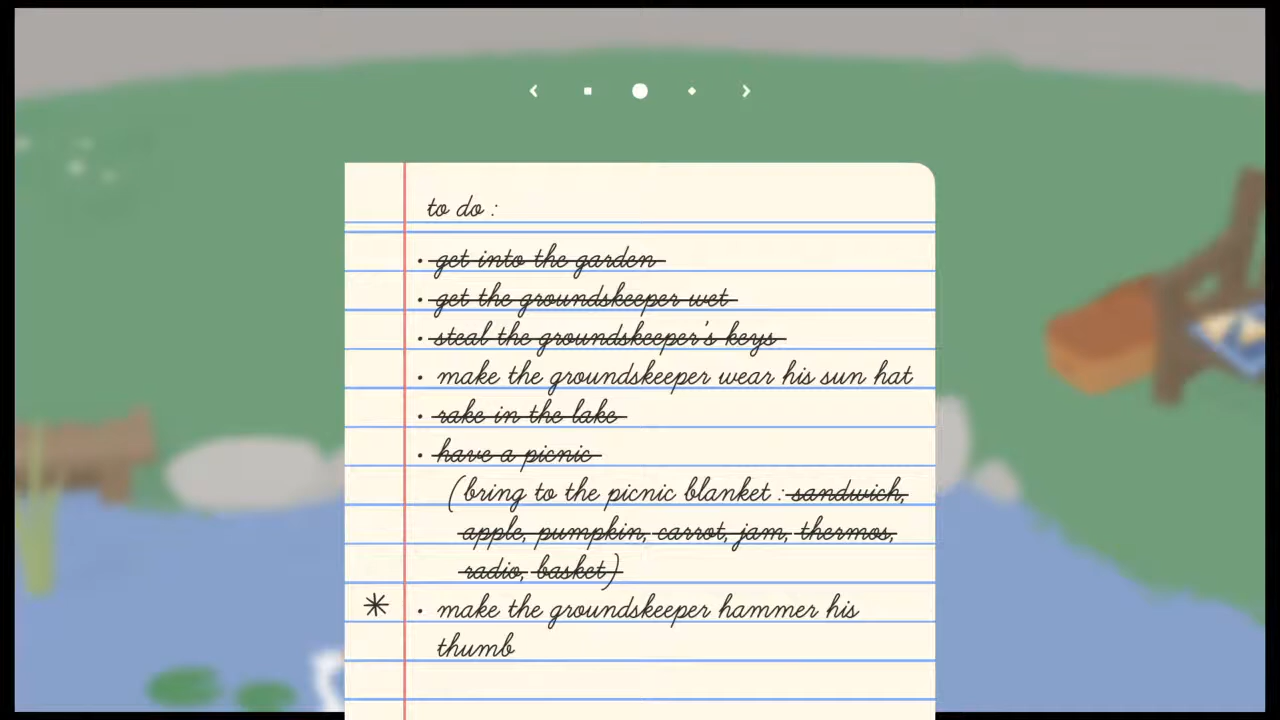 to do :
• get into the garden
• get the groundskeeper wet
• steal the groundskeeper's keys
• make the groundskeeper wear his sun hat
• rake in the lake
• have a picnic
(bring to the picnic blanket : sandwich,
apple, pumpkin, carrot, jam, thermos,
radio, basket)
• make the groundskeeper hammer his
thumb